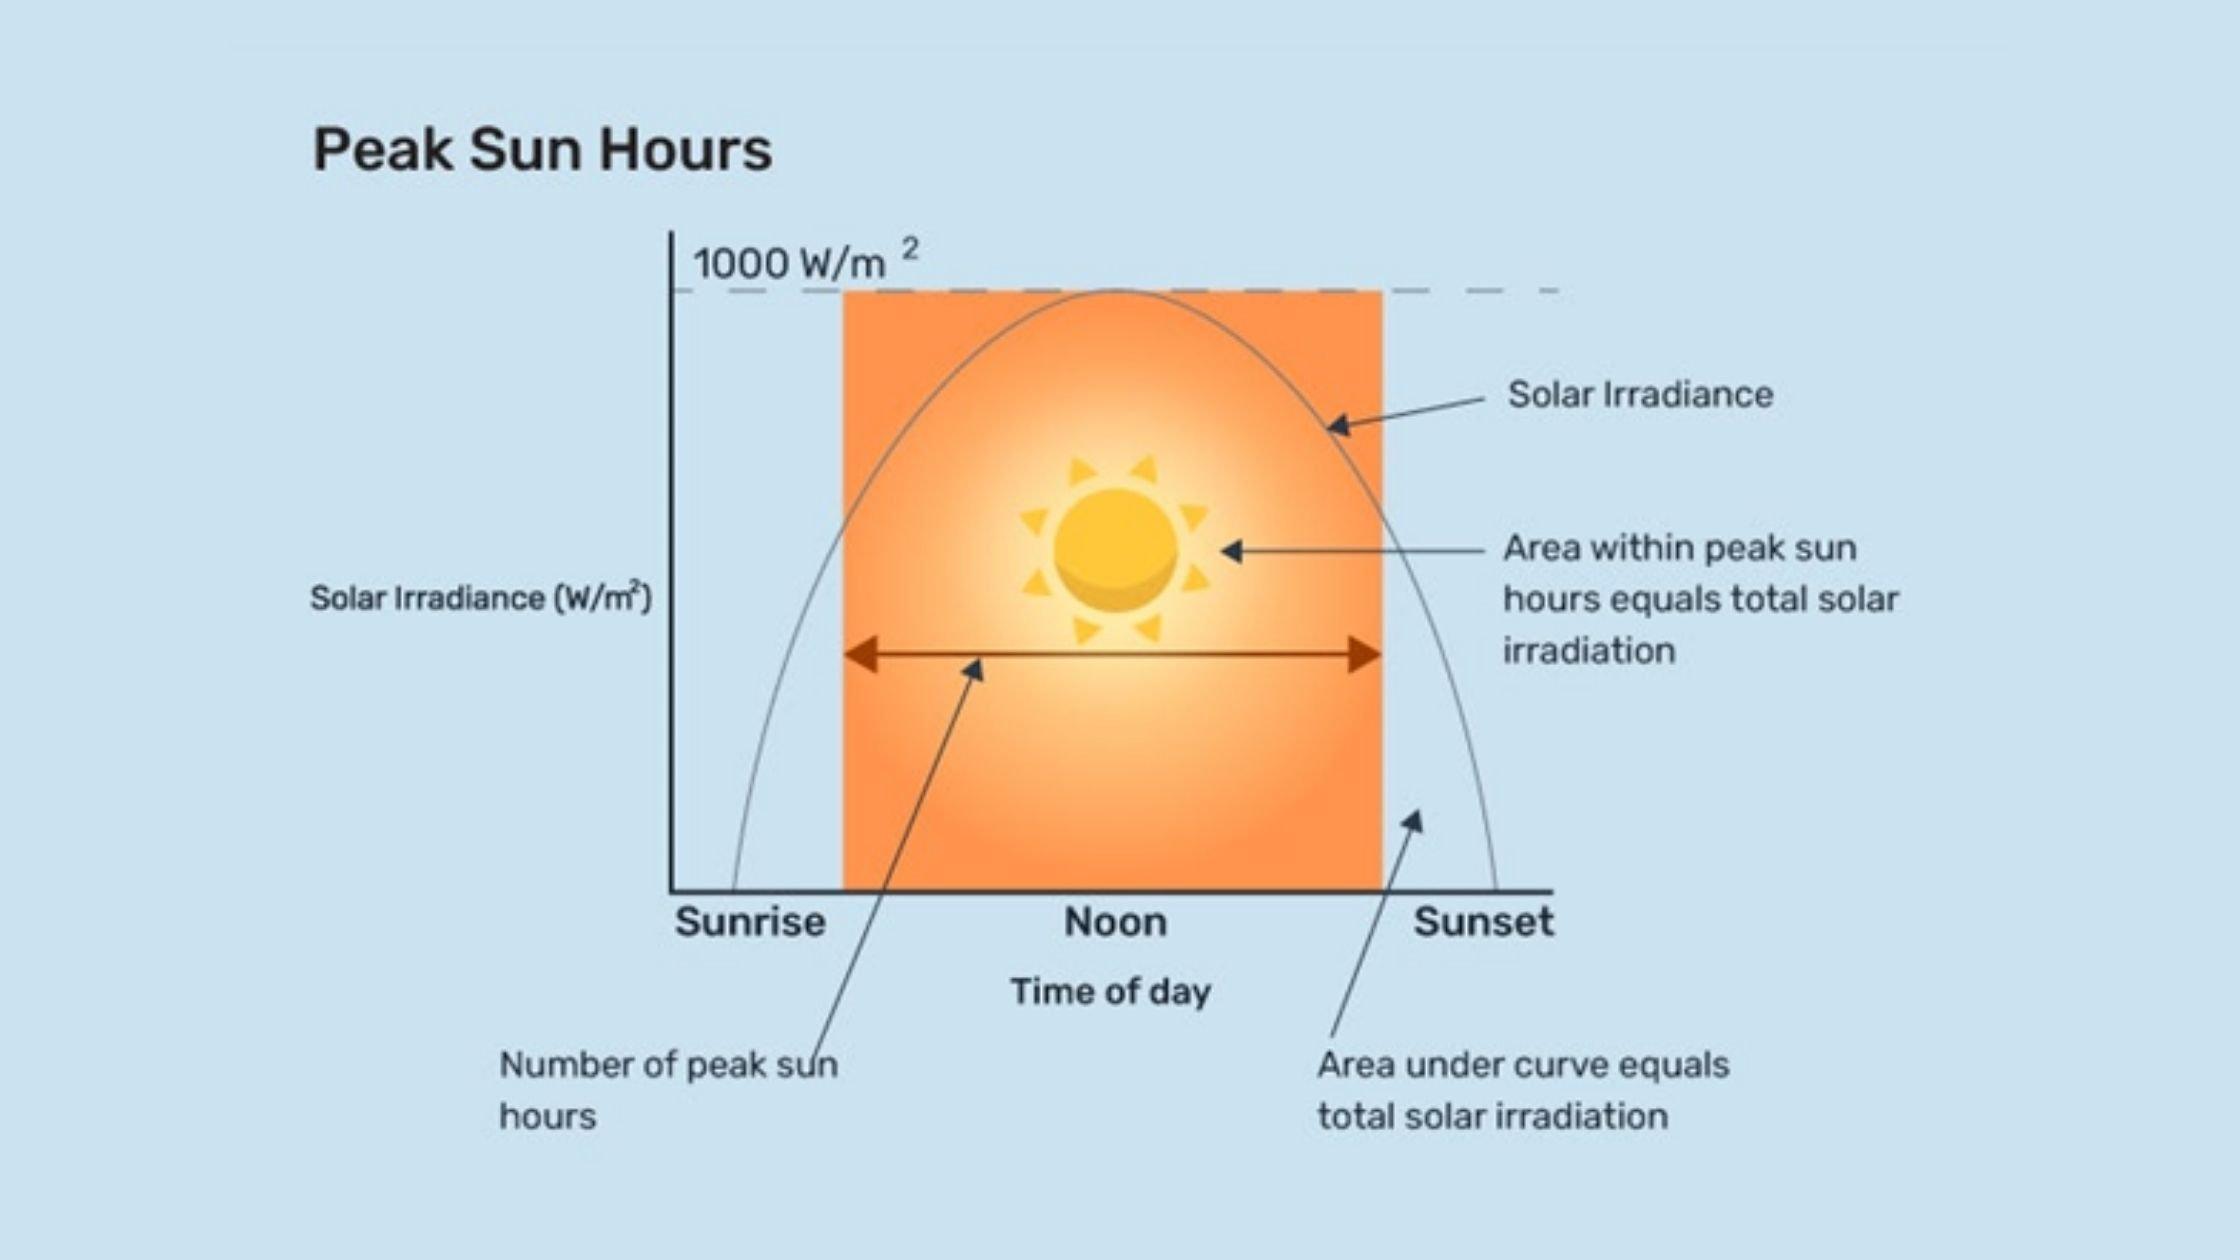 Peak Sun Hours
1000 W/m 2
Solar Irradiance
Area within peak sun
hours equals total solar
irradiation
Solar Irradiance (W/m²)
Sunrise
Noon
Sunset
Time of day
Number of peak sun
hours
Area under curve equals
total solar irradiation